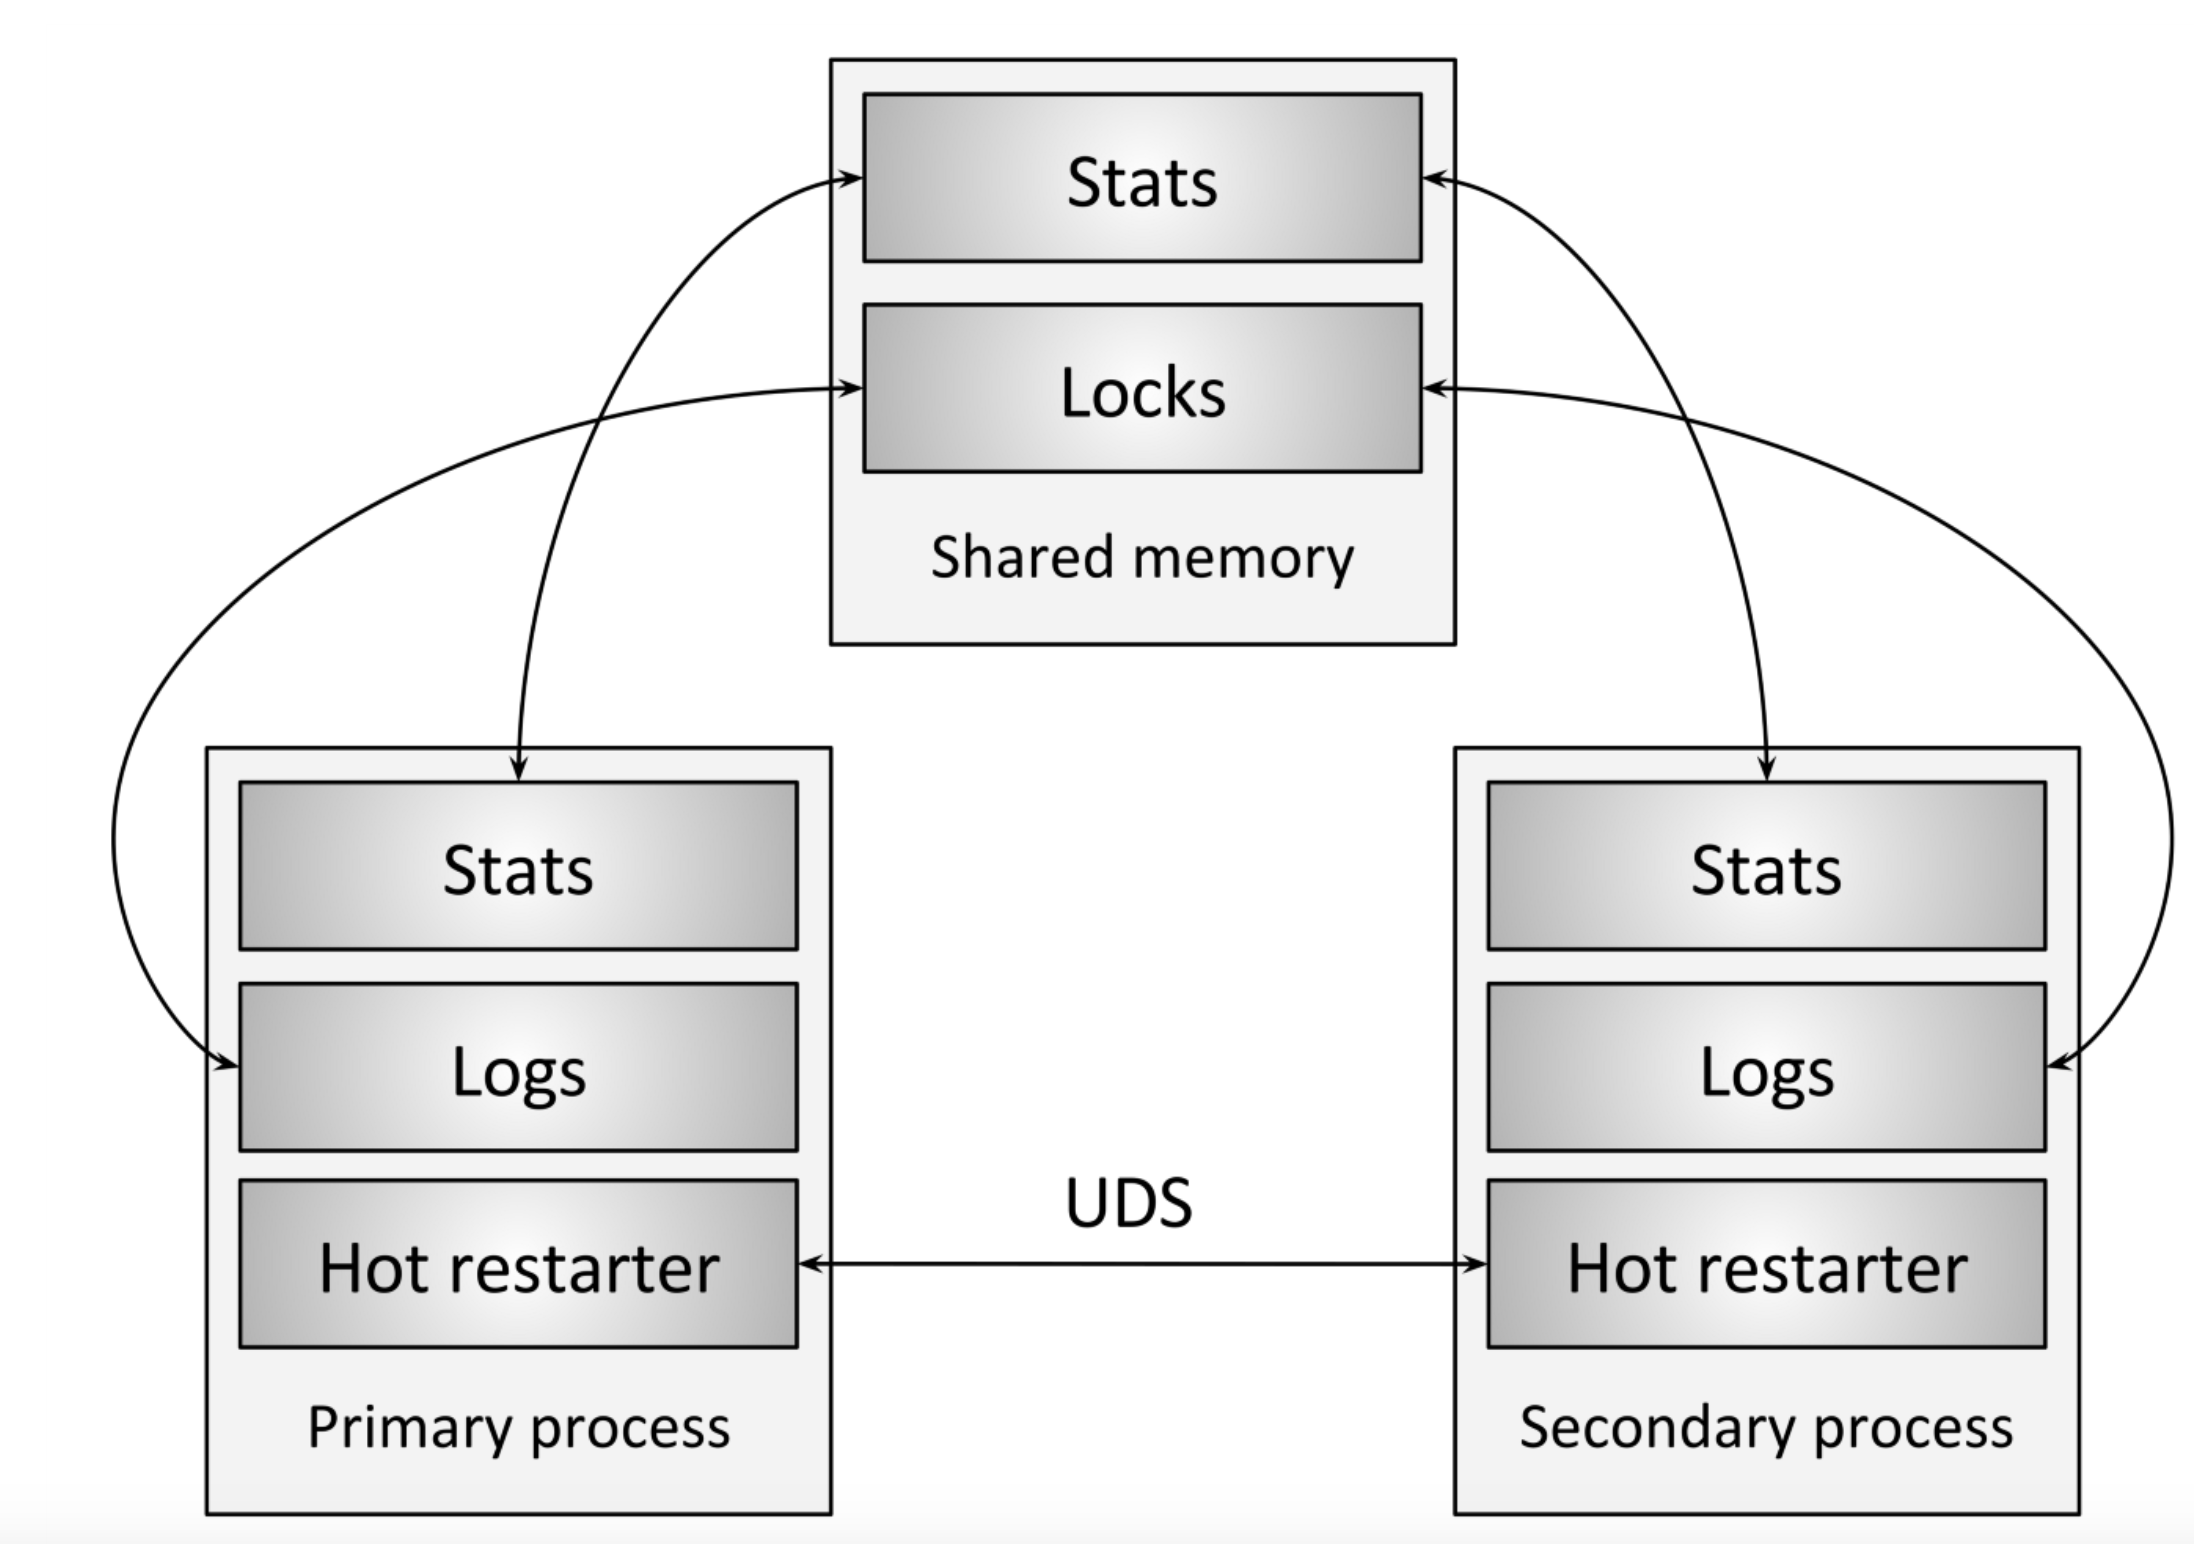 Stats
Locks
Shared memory
Stats
Logs
Hot restarter
Primary process
UDS
Stats
Logs
Hot restarter
Secondary process